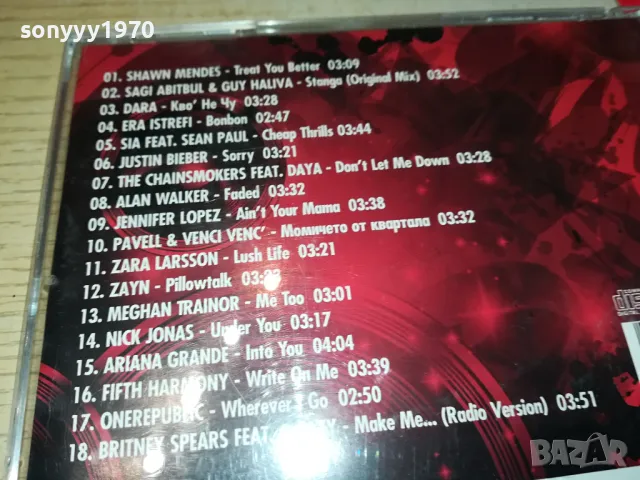 sonyyy1970
01. SHAWN MENDES - Treat You Better 03:09
02. SAGI ABITBUL & GUY HALIVA - Stanga (Original Mix) 03:52
03. DARA - Кво' Не Чу 03:28
04. ERA ISTREFI - Bonbon 02:47
05. SIA FEAT. SEAN PAUL - Cheap Thrills 03:44
06. JUSTIN BIEBER - Sorry 03:21
07. THE CHAINSMOKERS FEAT. DAYA - Don't Let Me Down 03:28
08. ALAN WALKER - Faded 03:32
09. JENNIFER LOPEZ - Ain't Your Mama 03:38
10. PAVELL & VENCI VENC' - Момичето от квартала 03:32
11. ZARA LARSSON - Lush Life 03:21
12. ZAYN - Pillowtalk
13. MEGHAN TRAINOR - Me Too 03:01
14. NICK JONAS - Under You 03:17
15. ARIANA GRANDE - Into You 04:04
16. FIFTH HARMONY - Write On Me 03:39
17. ONEREPUBLIC - Wherever I Go 02:50
18. BRITNEY SPEARS FEAT. - Make Me... (Radio Version) 03:51
BAZAR